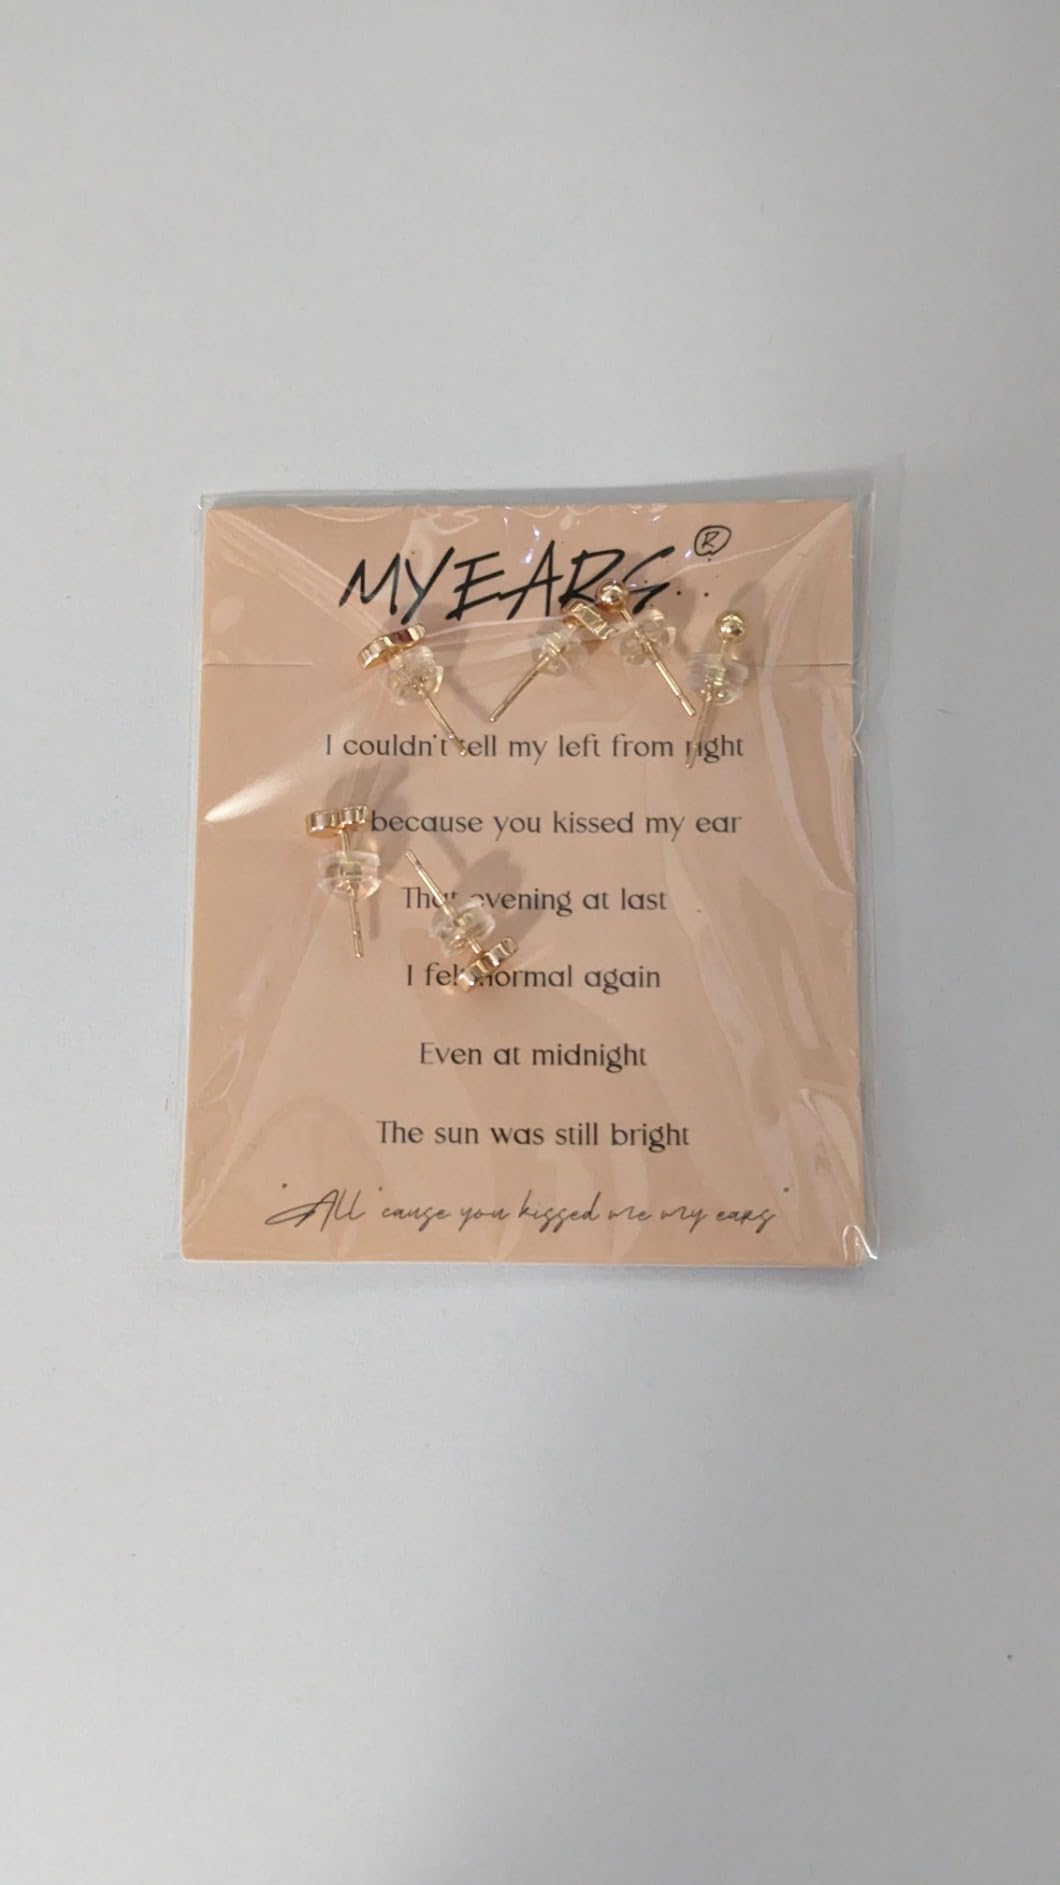 MYEARS ®
I couldn't tell my left from right
because you kissed my ear
That evening at last
I felt normal again
Even at midnight
The sun was still bright
"All 'cause you kissed me my ears"